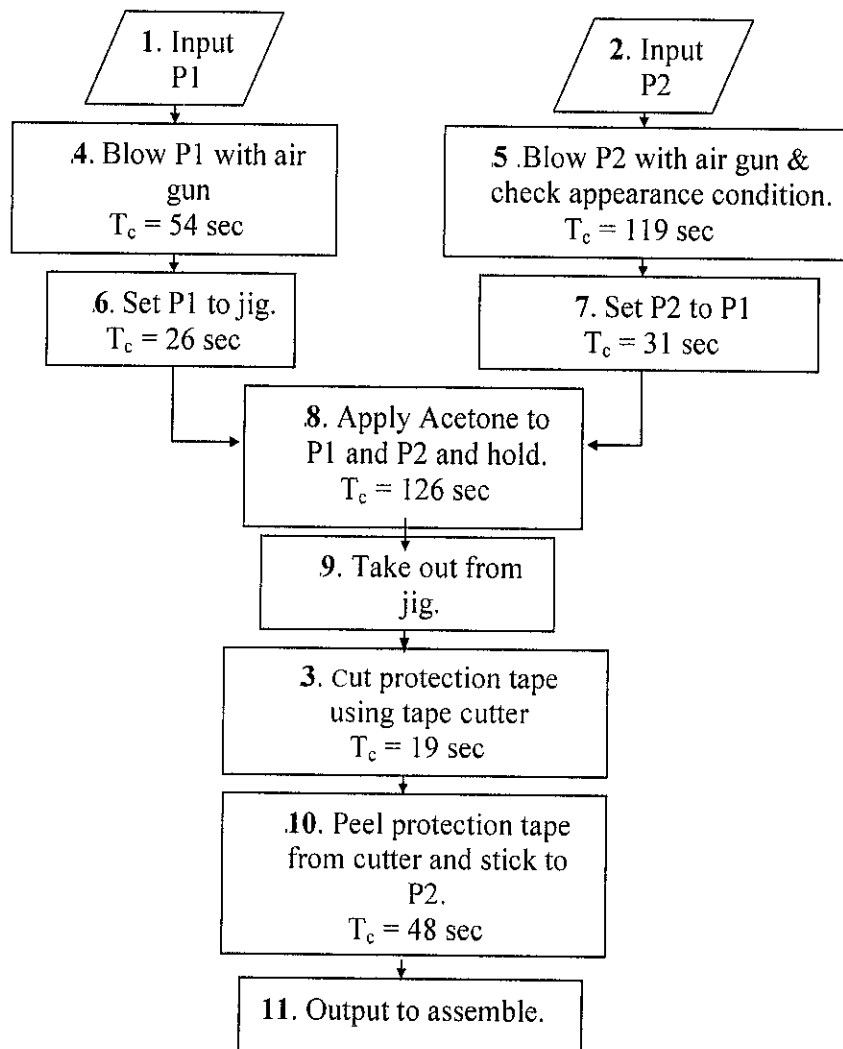 1. Input
P1
2. Input
P2
4. Blow P1 with air
gun
Tc = 54 sec
5 .Blow P2 with air gun &
check appearance condition.
Tc = 119 sec
6. Set P1 to jig.
Tc = 26 sec
7. Set P2 to P1
Tc = 31 sec
8. Apply Acetone to
P1 and P2 and hold.
Tc = 126 sec
9. Take out from
jig.
3. Cut protection tape
using tape cutter
Tc = 19 sec
10. Peel protection tape
from cutter and stick to
P2.
Tc = 48 sec
11. Output to assemble.